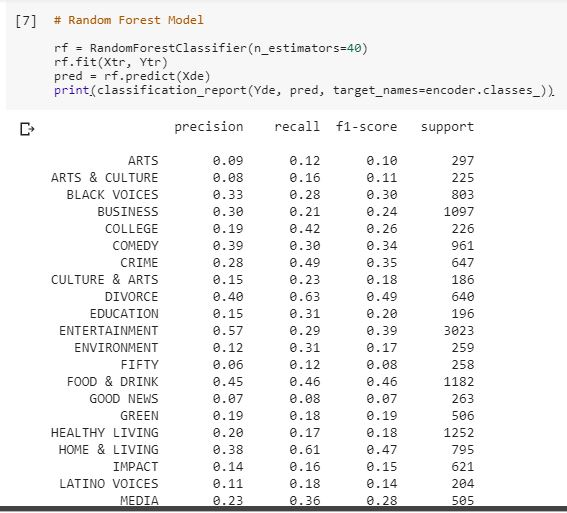 [7] # Random Forest Model
rf = RandomForestClassifier(n_estimators=40)
rf.fit(Xtr, Ytr)
pred = rf.predict(Xde)
print(classification_report(Yde, pred, target_names=encoder.classes_))
precision recall f1-score support
ARTS 0.09 0.12 0.10 297
ARTS & CULTURE 0.08 0.16 0.11 225
BLACK VOICES 0.33 0.28 0.30 803
BUSINESS 0.30 0.21 0.24 1097
COLLEGE 0.19 0.42 0.26 226
COMEDY 0.39 0.30 0.34 961
CRIME 0.28 0.49 0.35 647
CULTURE & ARTS 0.15 0.23 0.18 186
DIVORCE 0.40 0.63 0.49 640
EDUCATION 0.15 0.31 0.20 196
ENTERTAINMENT 0.57 0.29 0.39 3023
ENVIRONMENT 0.12 0.31 0.17 259
FIFTY 0.06 0.12 0.08 258
FOOD & DRINK 0.45 0.46 0.46 1182
GOOD NEWS 0.07 0.08 0.07 263
GREEN 0.19 0.18 0.19 506
HEALTHY LIVING 0.20 0.17 0.18 1252
HOME & LIVING 0.38 0.61 0.47 795
IMPACT 0.14 0.16 0.15 621
LATINO VOICES 0.11 0.18 0.14 204
MEDIA 0.23 0.36 0.28 505